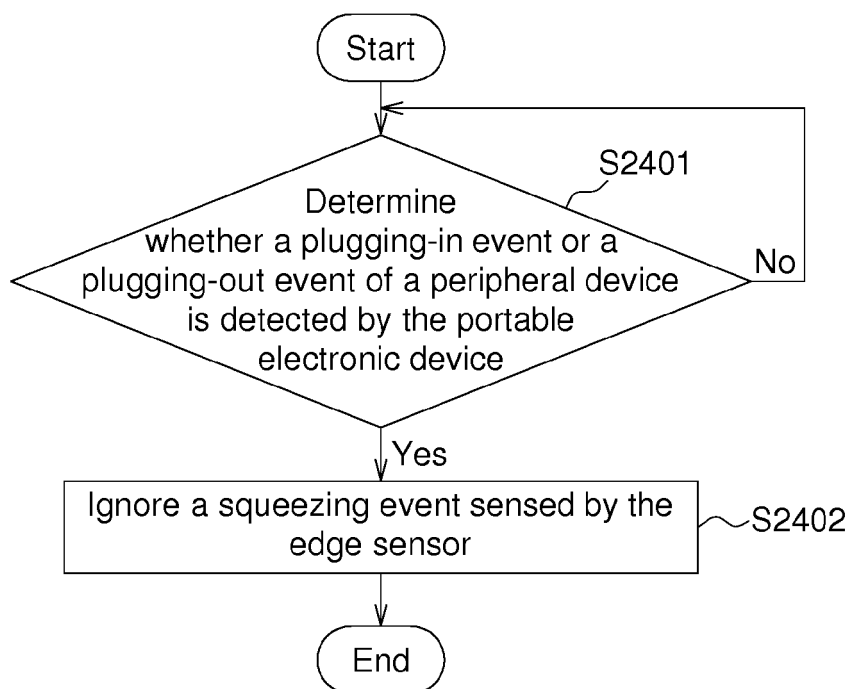 Start
S2401
Determine
whether a plugging-in event or a
plugging-out event of a peripheral device
is detected by the portable
electronic device
No
Yes
Ignore a squeezing event sensed by the
edge sensor
S2402
End